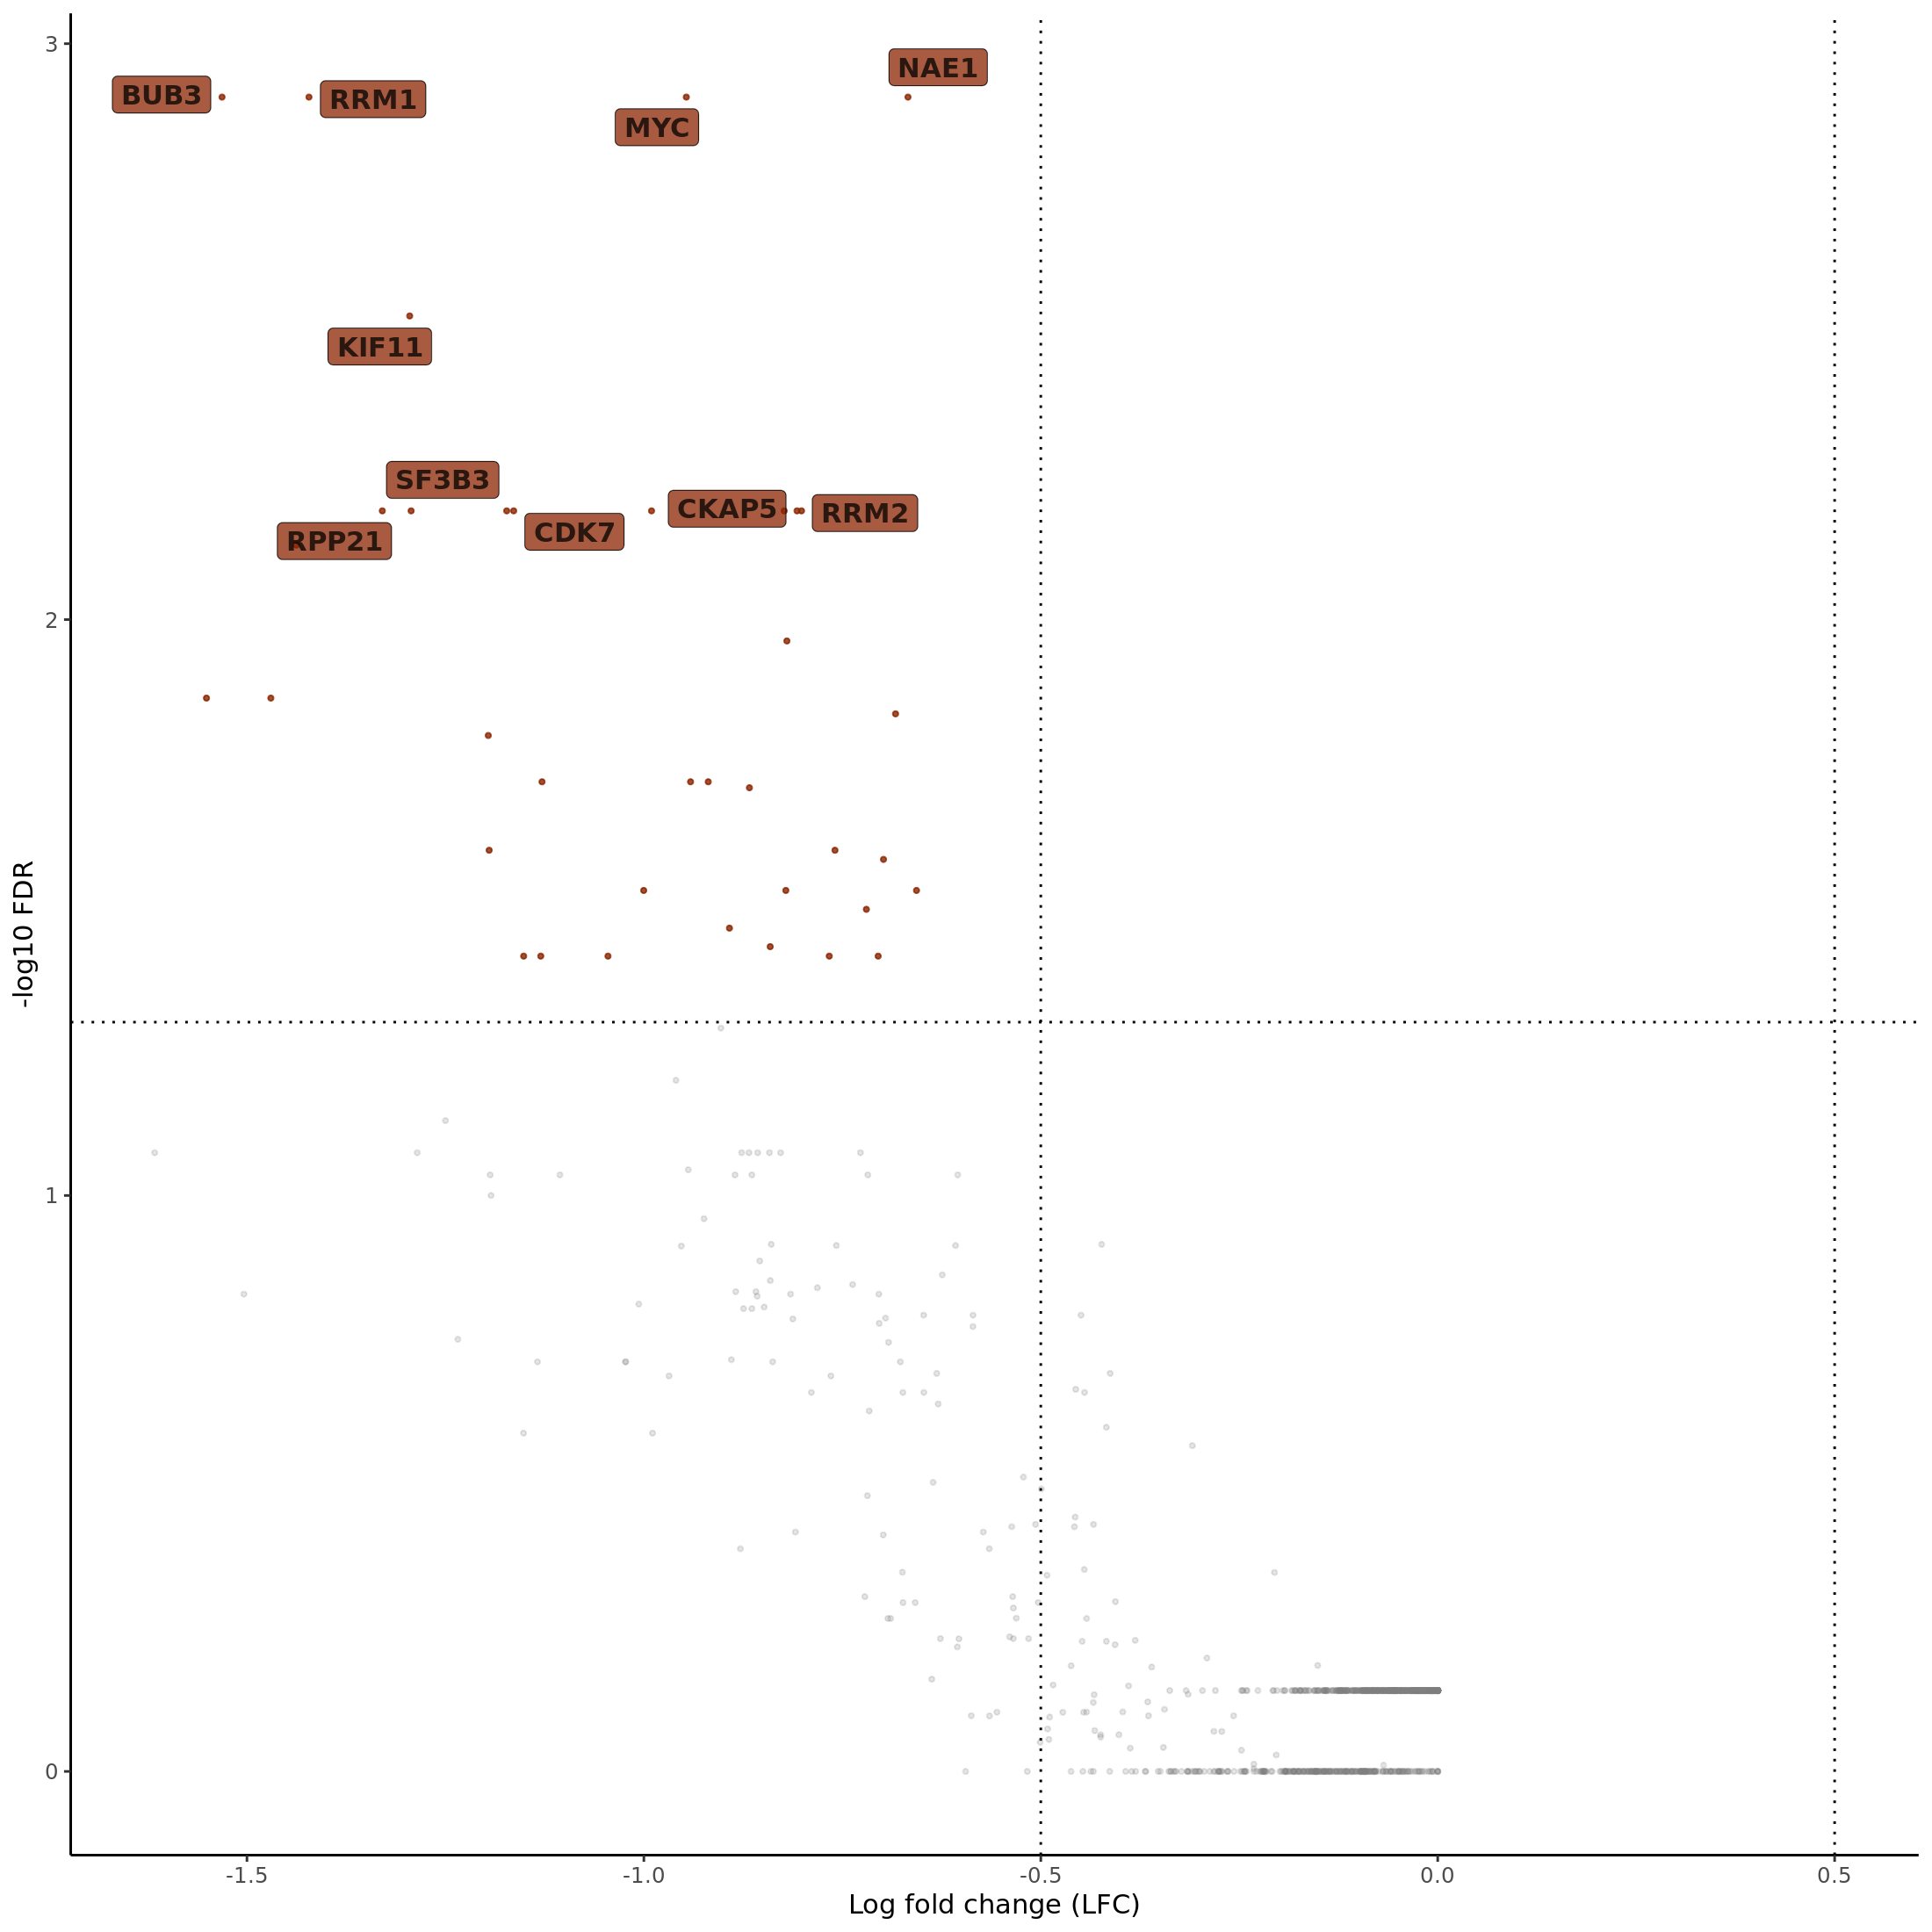 3
NAE1
BUB3
RRM1
MYC
KIF11
SF3B3
CKAP5
RRM2
CDK7
RPP21
2
-log10 FDR
1
0
-1.5
-1.0
-0.5
0.0
0.5
Log fold change (LFC)